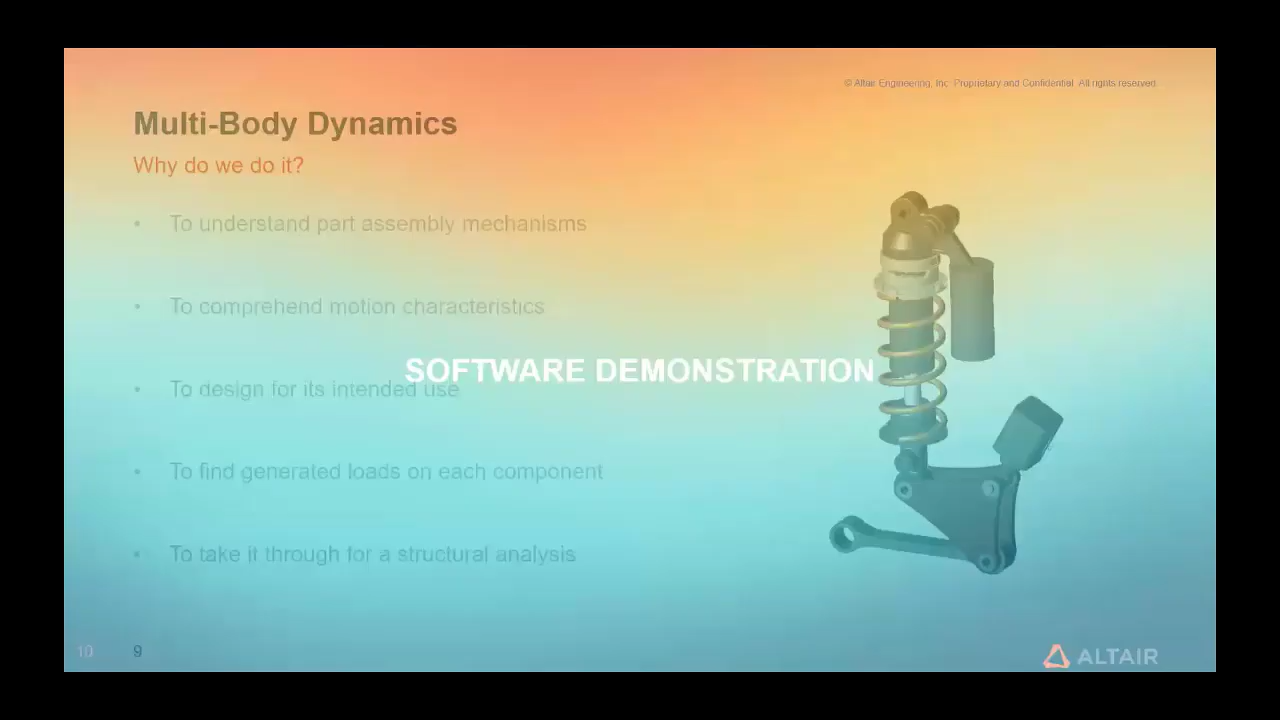 © Altair Engineering, Inc. Proprietary and Confidential. All rights reserved.
Multi-Body Dynamics
Why do we do it?
• To understand part assembly mechanisms
• To comprehend motion characteristics
SOFTWARE DEMONSTRATION
• To design for its intended use
• To find generated loads on each component
• To take it through for a structural analysis
10 9
ALTAIR